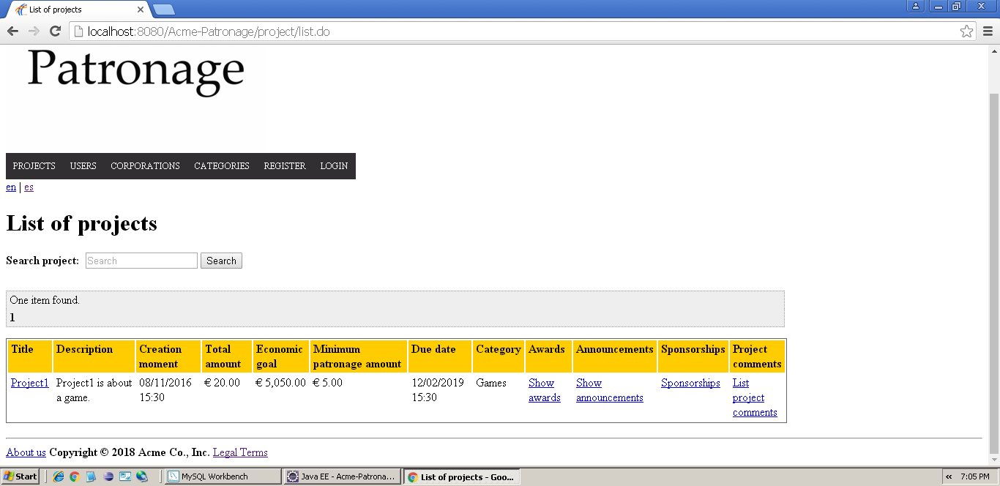 List of projects
localhost:8080/Acme-Patronage/project/list.do
Patronage
PROJECTS USERS CORPORATIONS CATEGORIES REGISTER LOGIN
en | es
List of projects
Search project: Search Search
One item found.
1
Title Description Creation moment Total amount Economic goal Minimum patronage amount Due date Category Awards Announcements Sponsorships Project comments
Project1 Project1 is about a game. 08/11/2016 15:30 € 20.00 € 5,050.00 € 5.00 12/02/2019 15:30 Games Show awards Show announcements Sponsorships List project comments
About us Copyright © 2018 Acme Co., Inc. Legal Terms
Start MySQL Workbench Java EE - Acme-Patrona... List of projects - Goo... « 7:05 PM